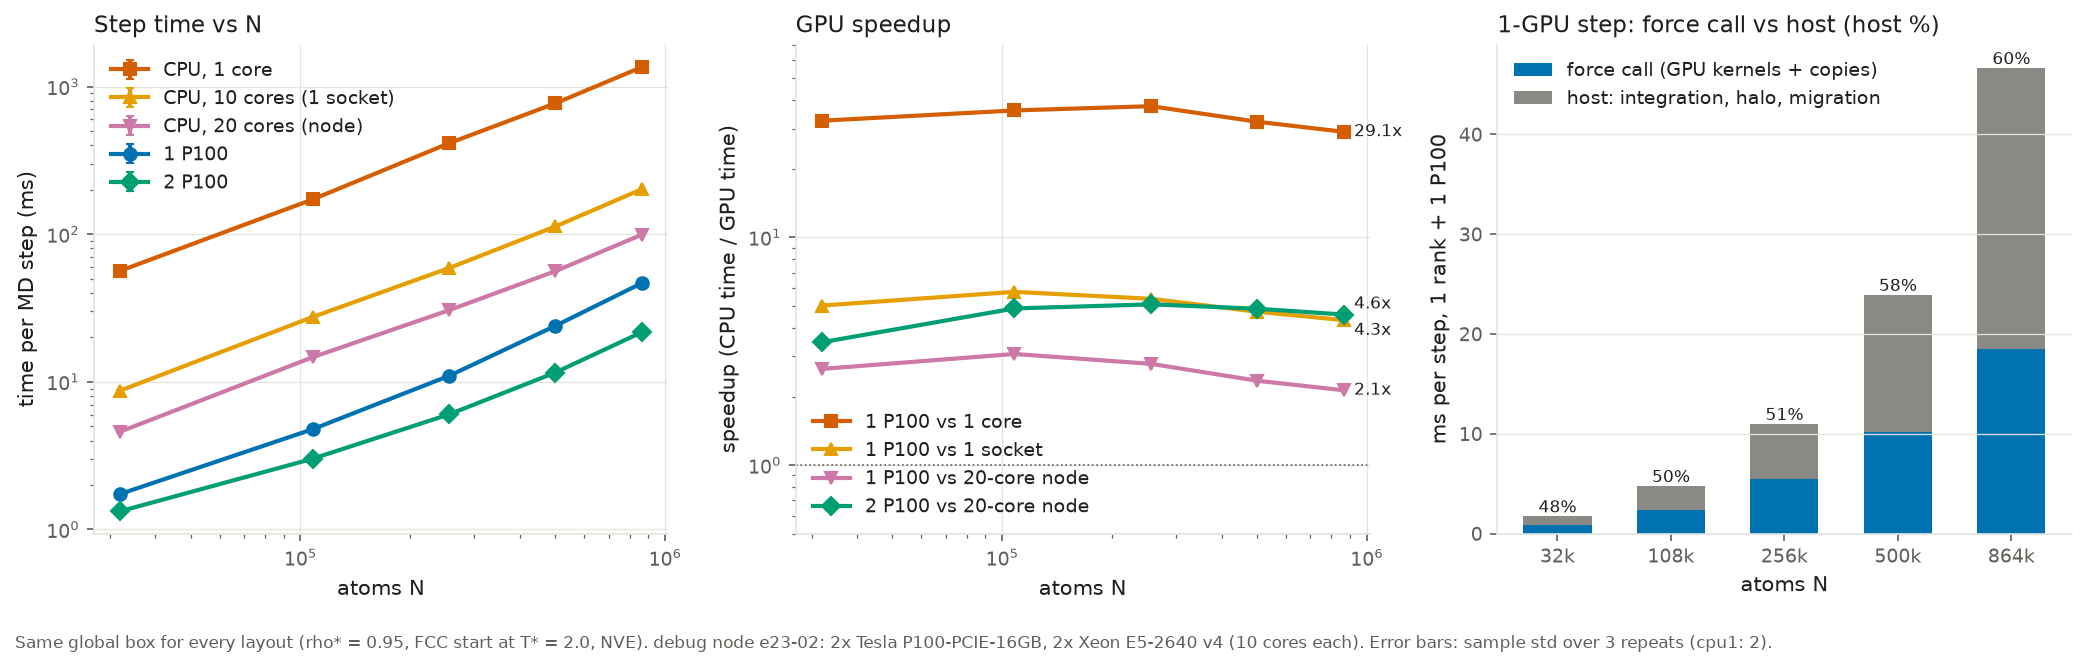 Step time vs N
CPU, 1 core
CPU, 10 cores (1 socket)
CPU, 20 cores (node)
1 P100
2 P100
time per MD step (ms)
10³
10²
10¹
10⁰
10⁵
10⁶
atoms N
GPU speedup
speedup (CPU time / GPU time)
10¹
10⁰
29.1x
4.6x
4.3x
2.1x
1 P100 vs 1 core
1 P100 vs 1 socket
1 P100 vs 20-core node
2 P100 vs 20-core node
10⁵
10⁶
atoms N
1-GPU step: force call vs host (host %)
force call (GPU kernels + copies)
host: integration, halo, migration
ms per step, 1 rank + 1 P100
40
30
20
10
0
48%
50%
51%
58%
60%
32k
108k
256k
500k
864k
atoms N
Same global box for every layout (rho* = 0.95, FCC start at T* = 2.0, NVE). debug node e23-02: 2x Tesla P100-PCIE-16GB, 2x Xeon E5-2640 v4 (10 cores each). Error bars: sample std over 3 repeats (cpu1: 2).